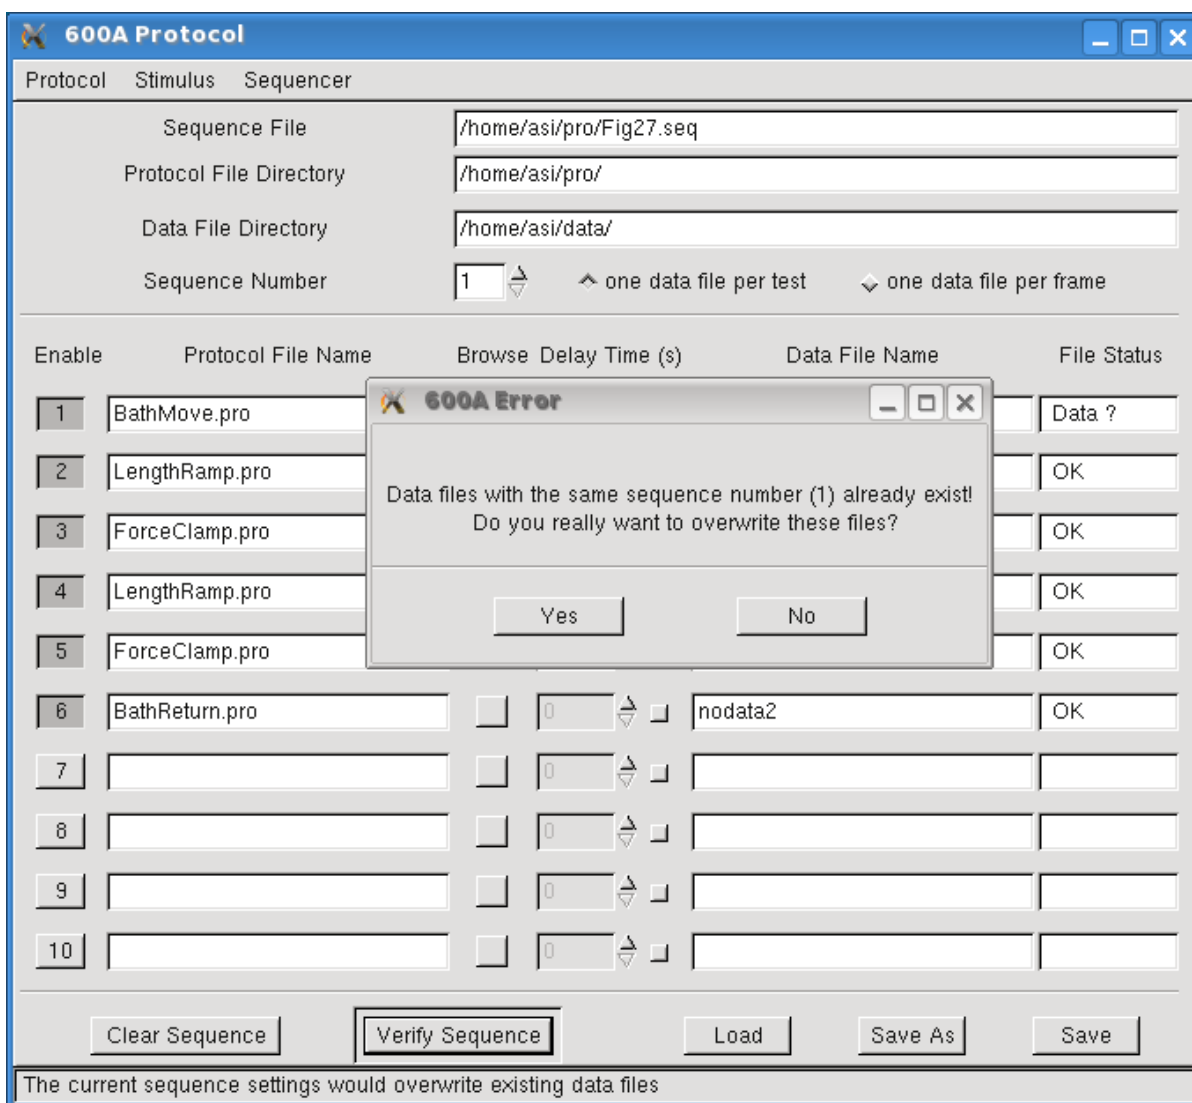 600A Protocol
Protocol Stimulus Sequencer
Sequence File /home/asi/pro/Fig27.seq
Protocol File Directory /home/asi/pro/
Data File Directory /home/asi/data/
Sequence Number 1 one data file per test one data file per frame
Enable Protocol File Name Browse Delay Time (s) Data File Name File Status
1 BathMove.pro Data ?
2 LengthRamp.pro OK
3 ForceClamp.pro OK
4 LengthRamp.pro OK
5 ForceClamp.pro OK
600A Error
Data files with the same sequence number (1) already exist!
Do you really want to overwrite these files?
Yes No
6 BathReturn.pro 0 nodata2 OK
7 0
8 0
9 0
10 0
Clear Sequence Verify Sequence Load Save As Save
The current sequence settings would overwrite existing data files